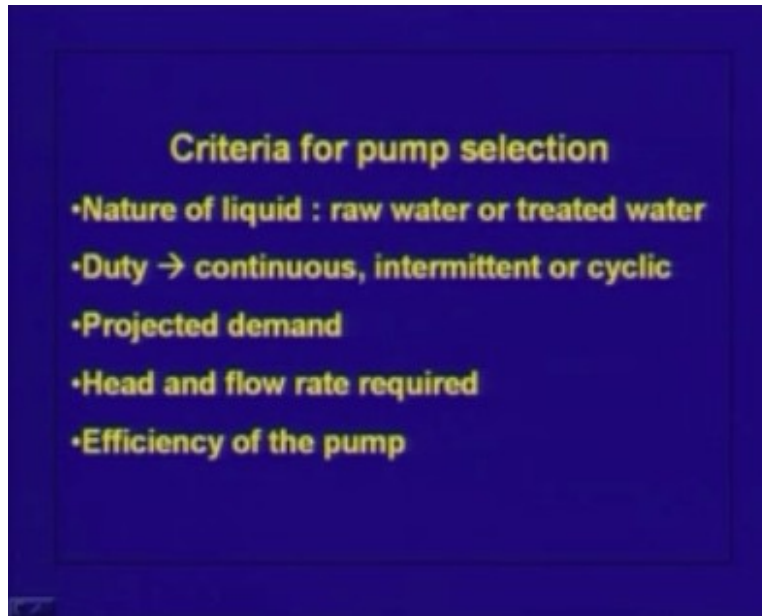 Criteria for pump selection
•Nature of liquid : raw water or treated water
•Duty → continuous, intermittent or cyclic
•Projected demand
•Head and flow rate required
•Efficiency of the pump